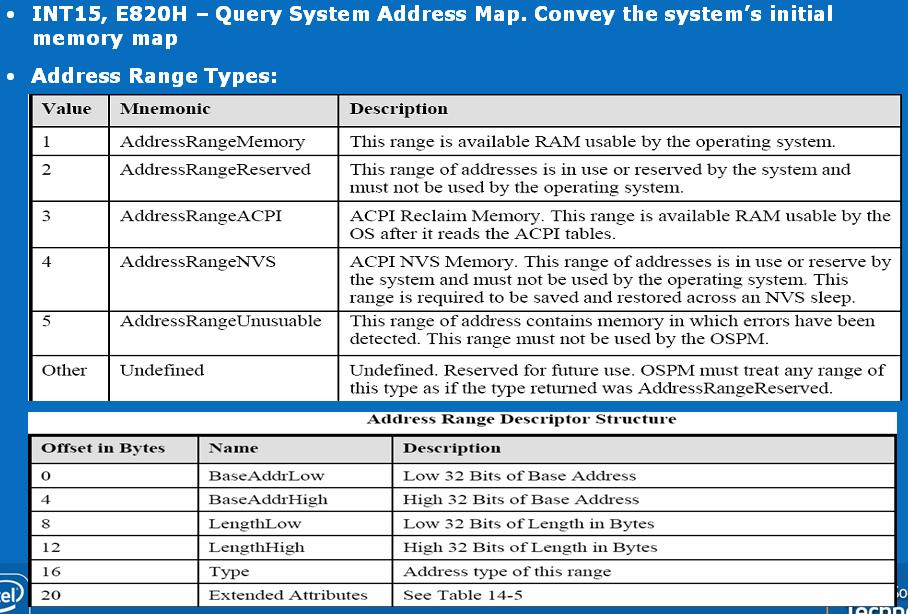 • INT15, E820H – Query System Address Map. Convey the system's initial
memory map
• Address Range Types:
Value Mnemonic Description
1 AddressRangeMemory This range is available RAM usable by the operating system.
2 AddressRangeReserved This range of addresses is in use or reserved by the system and
must not be used by the operating system.
3 AddressRangeACPI ACPI Reclaim Memory. This range is available RAM usable by the
OS after it reads the ACPI tables.
4 AddressRangeNVS ACPI NVS Memory. This range of addresses is in use or reserve by
the system and must not be used by the operating system. This
range is required to be saved and restored across an NVS sleep.
5 AddressRangeUnusuable This range of address contains memory in which errors have been
detected. This range must not be used by the OSPM.
Other Undefined Undefined. Reserved for future use. OSPM must treat any range of
this type as if the type returned was AddressRangeReserved.
Address Range Descriptor Structure
Offset in Bytes Name Description
0 BaseAddrLow Low 32 Bits of Base Address
4 BaseAddrHigh High 32 Bits of Base Address
8 LengthLow Low 32 Bits of Length in Bytes
12 LengthHigh High 32 Bits of Length in Bytes
16 Type Address type of this range
20 Extended Attributes See Table 14-5